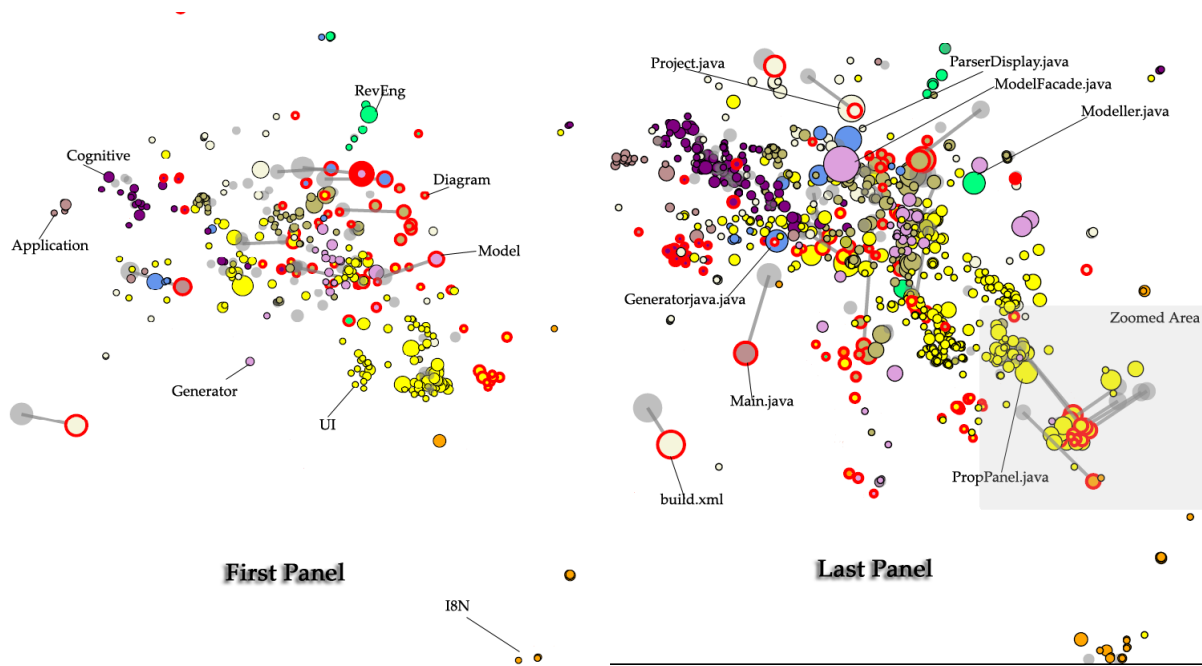 RevEng
Cognitive
Diagram
Application
Model
Generator
UI
First Panel
I8N
Project.java
ParserDisplay.java
ModelFacade.java
Modeller.java
Generatorjava.java
Zoomed Area
Main.java
PropPanel.java
build.xml
Last Panel